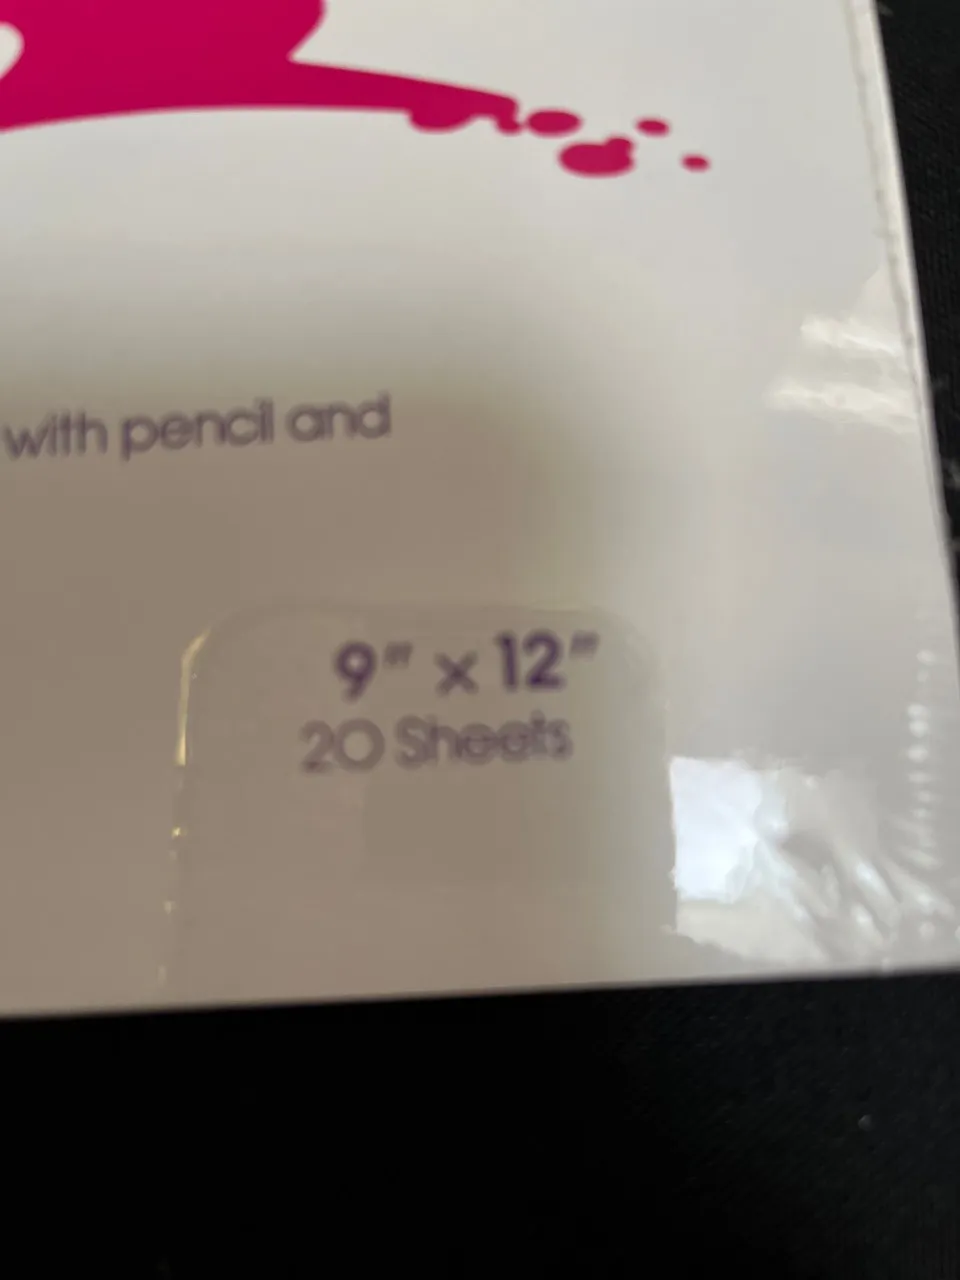 with pencil and
9" x 12"
20 Sheets